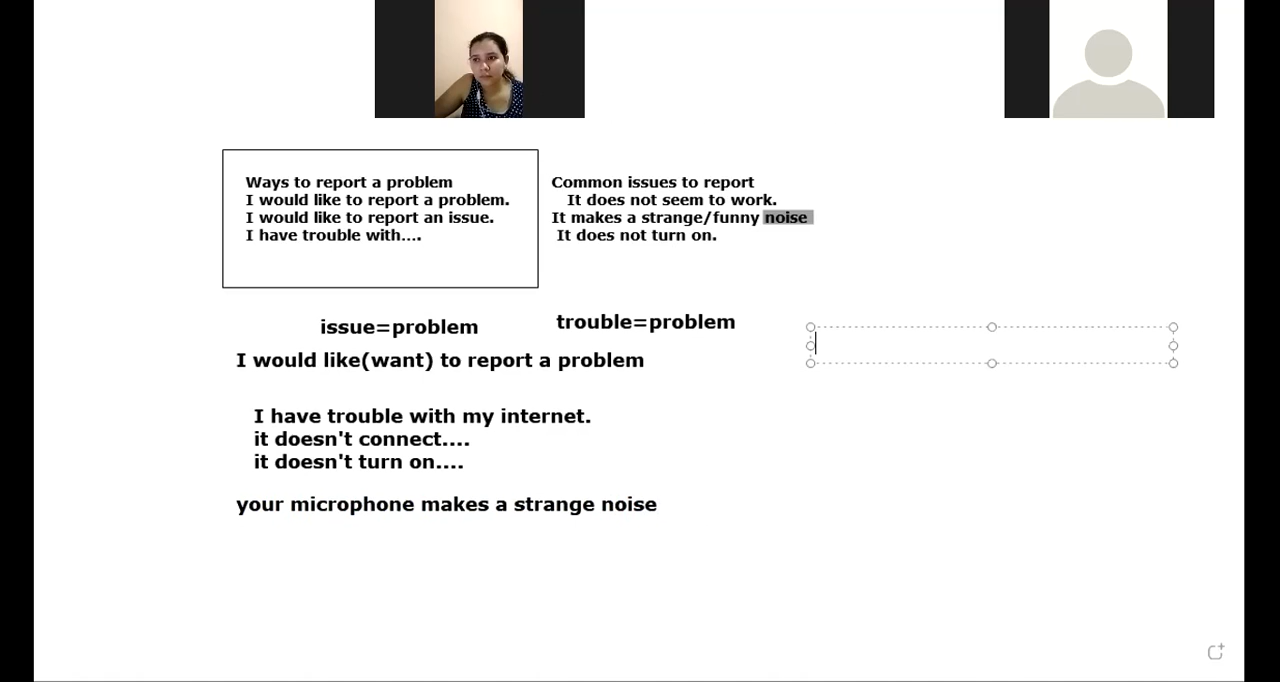 Ways to report a problem
I would like to report a problem.
I would like to report an issue.
I have trouble with....
Common issues to report
It does not seem to work.
It makes a strange/funny noise
It does not turn on.
issue=problem
trouble=problem
I would like(want) to report a problem
I have trouble with my internet.
it doesn't connect....
it doesn't turn on....
your microphone makes a strange noise